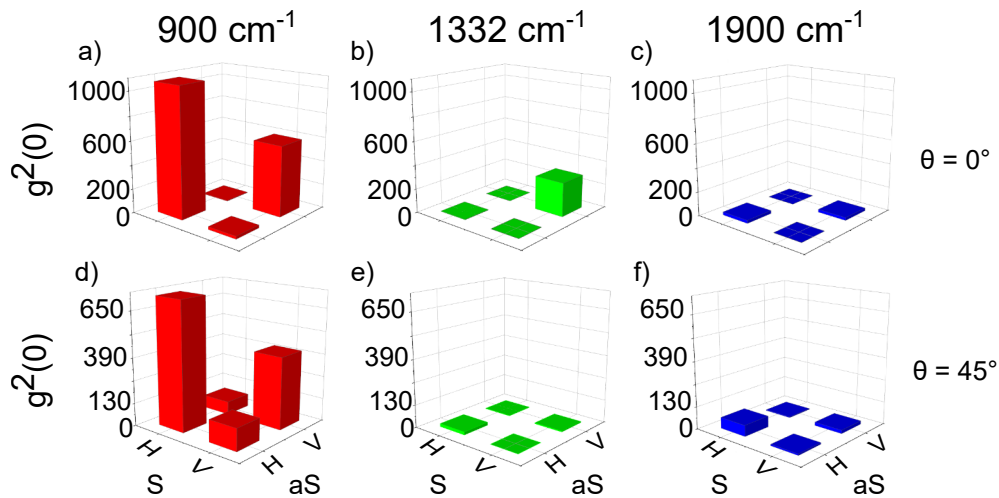 900 cm⁻¹ 1332 cm⁻¹ 1900 cm⁻¹
a) b) c)
g²(0)
1000
600
200
0
1000
600
200
0
1000
600
200
0
θ = 0°
d) e) f)
g²(0)
650
390
130
0
650
390
130
0
650
390
130
0
θ = 45°
H V H V
S aS
H V H V
S aS
H V H V
S aS